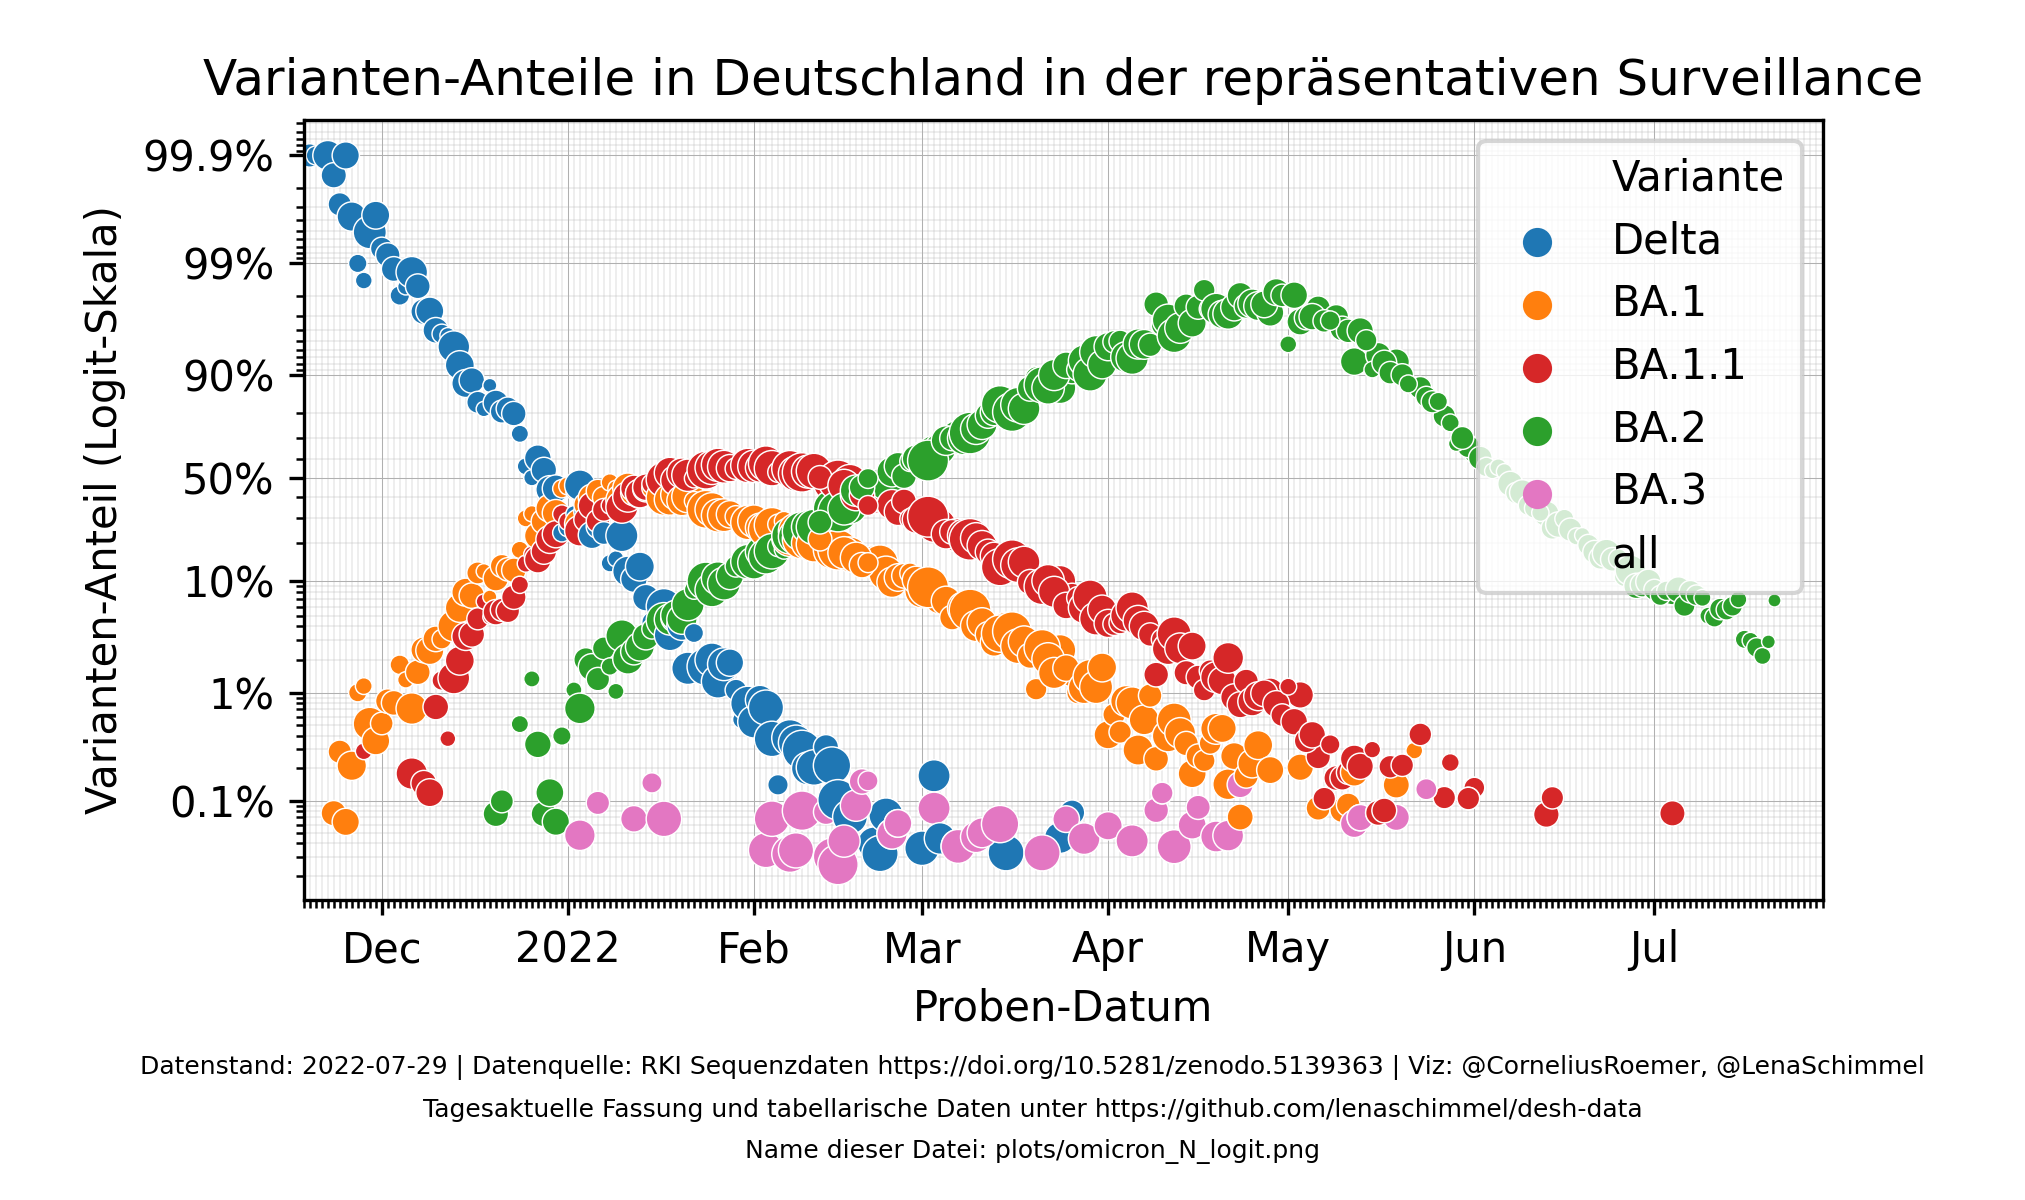 Varianten-Anteile in Deutschland in der repräsentativen Surveillance
Varianten-Anteil (Logit-Skala)
99.9%
99%
90%
50%
10%
1%
0.1%
Variante
Delta
BA.1
BA.1.1
BA.2
BA.3
all
Dec 2022 Feb Mar Apr May Jun Jul
Proben-Datum
Datenstand: 2022-07-29 | Datenquelle: RKI Sequenzdaten https://doi.org/10.5281/zenodo.5139363 | Viz: @CorneliusRoemer, @LenaSchimmel
Tagesaktuelle Fassung und tabellarische Daten unter https://github.com/lenaschimmel/desh-data
Name dieser Datei: plots/omicron_N_logit.png